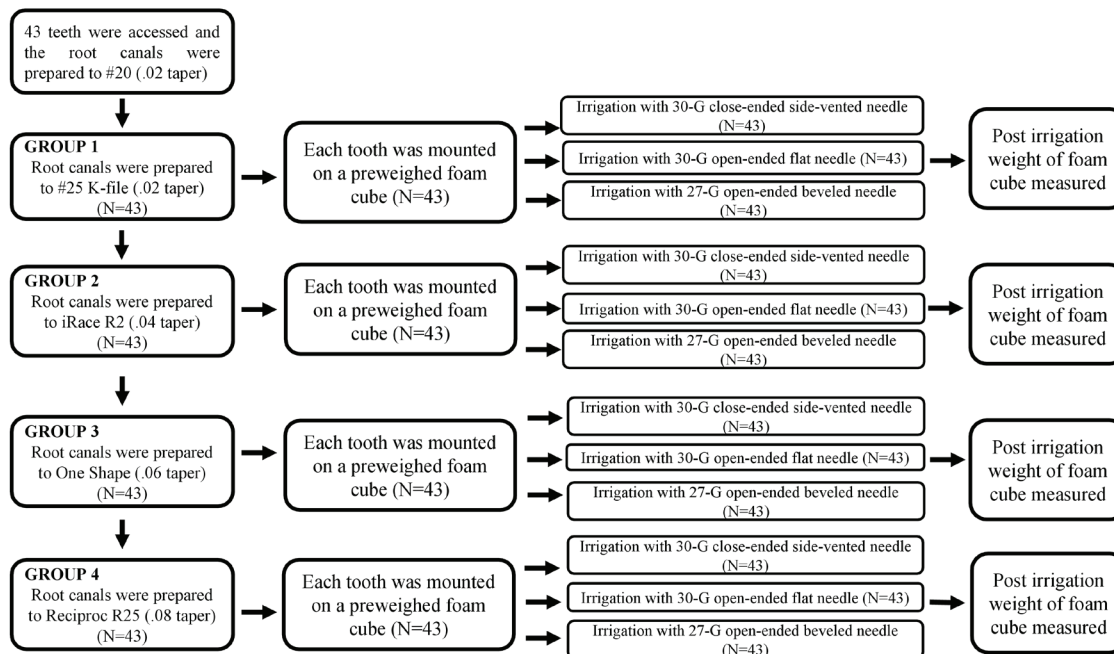 43 teeth were accessed and
the root canals were
prepared to #20 (.02 taper)
GROUP 1
Root canals were prepared
to #25 K-file (.02 taper)
(N=43)
Each tooth was mounted
on a preweighed foam
cube (N=43)
Irrigation with 30-G close-ended side-vented needle
(N=43)
Irrigation with 30-G open-ended flat needle (N=43)
Irrigation with 27-G open-ended beveled needle
(N=43)
Post irrigation
weight of foam
cube measured
GROUP 2
Root canals were prepared
to iRace R2 (.04 taper)
(N=43)
Each tooth was mounted
on a preweighed foam
cube (N=43)
Irrigation with 30-G close-ended side-vented needle
(N=43)
Irrigation with 30-G open-ended flat needle (N=43)
Irrigation with 27-G open-ended beveled needle
(N=43)
Post irrigation
weight of foam
cube measured
GROUP 3
Root canals were prepared
to One Shape (.06 taper)
(N=43)
Each tooth was mounted
on a preweighed foam
cube (N=43)
Irrigation with 30-G close-ended side-vented needle
(N=43)
Irrigation with 30-G open-ended flat needle (N=43)
Irrigation with 27-G open-ended beveled needle
(N=43)
Post irrigation
weight of foam
cube measured
GROUP 4
Root canals were prepared
to Reciproc R25 (.08 taper)
(N=43)
Each tooth was mounted
on a preweighed foam
cube (N=43)
Irrigation with 30-G close-ended side-vented needle
(N=43)
Irrigation with 30-G open-ended flat needle (N=43)
Irrigation with 27-G open-ended beveled needle
(N=43)
Post irrigation
weight of foam
cube measured